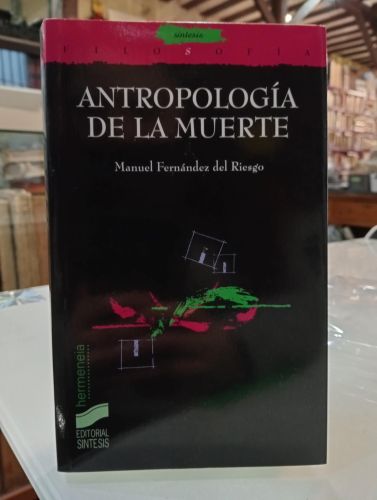 síntesis
FILOSOFÍA
ANTROPOLOGÍA
DE LA MUERTE
Manuel Fernández del Riesgo
hermeneia
EDITORIAL
SINTESIS